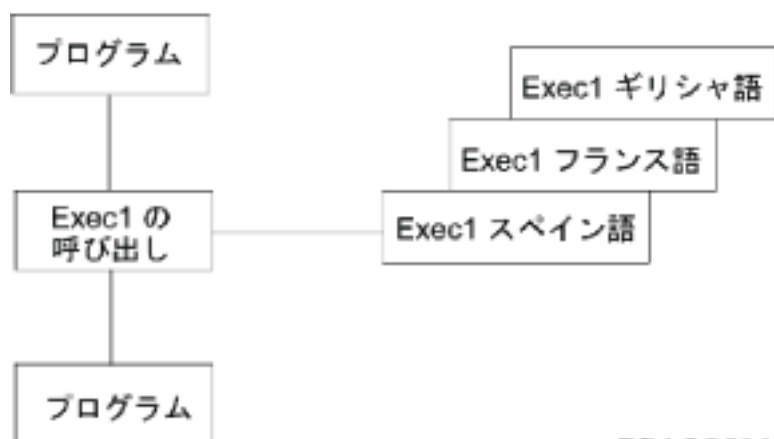 プログラム
Exec1 ギリシャ語
Exec1 フランス語
Exec1 の
呼び出し
Exec1 スペイン語
プログラム